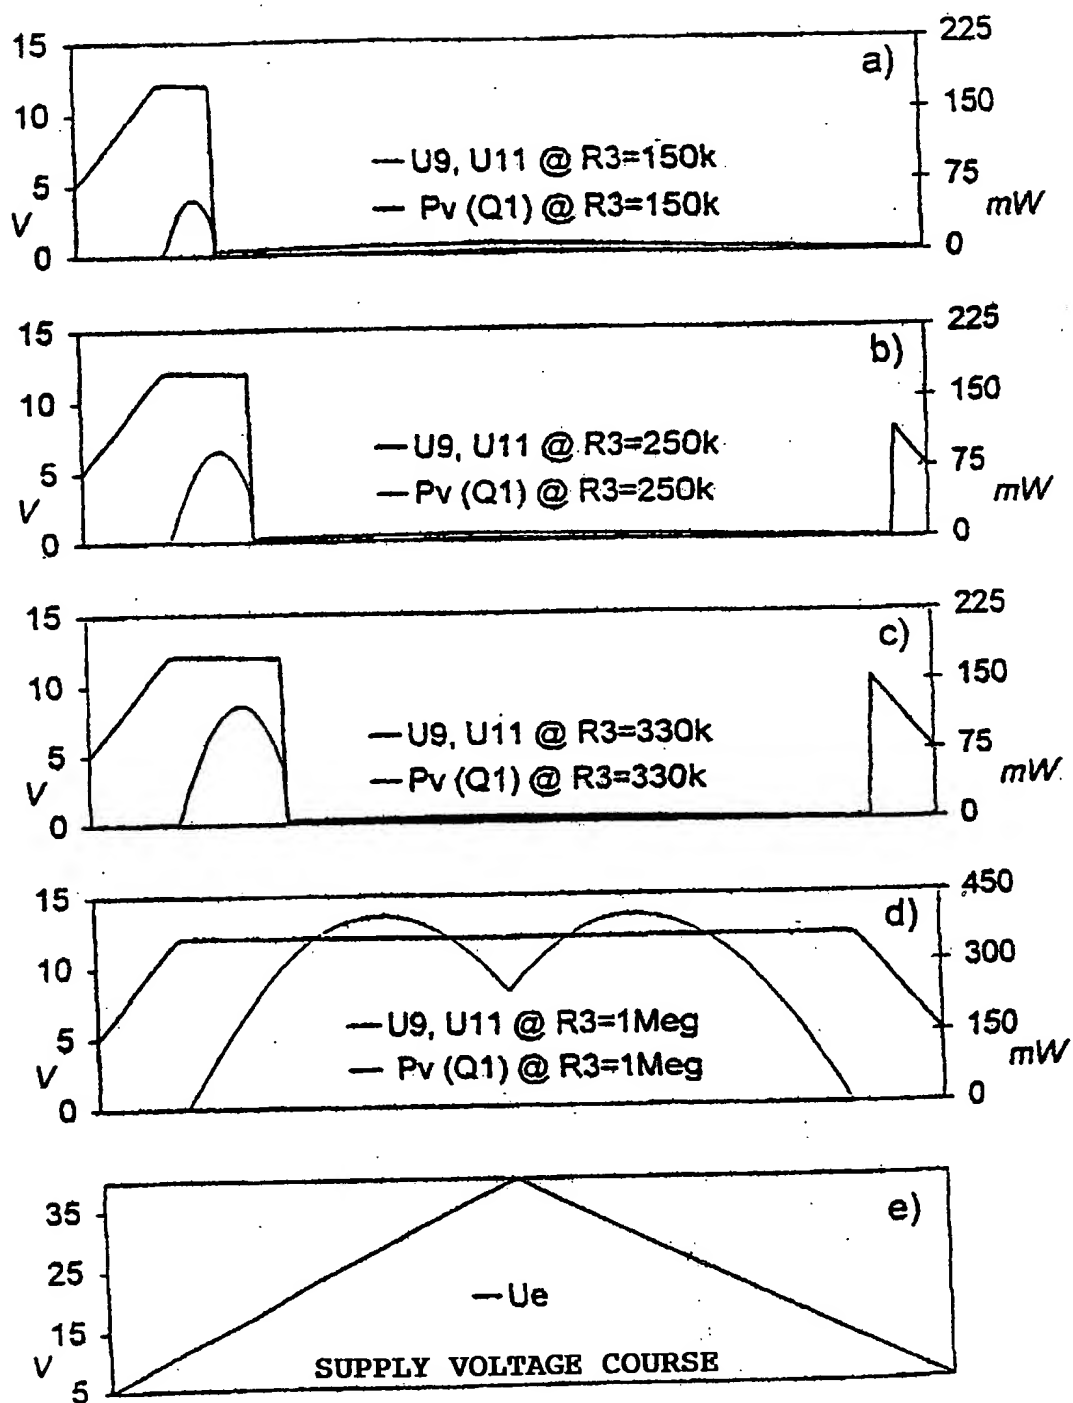 15
225
a)
10
150
—U9, U11 @ R3=150k
5
75
V
— Pv (Q1) @ R3=150k
mW
0
0
15
225
b)
10
150
—U9, U11 @ R3=250k
5
75
V
—Pv (Q1) @ R3=250k
mW
0
0
15
225
c)
10
150
—U9, U11 @ R3=330k
5
75
V
—Pv (Q1) @ R3=330k
mW
0
0
15
450
d)
10
300
—U9, U11 @ R3=1Meg
5
150
V
— Pv (Q1) @ R3=1Meg
mW
0
0
35
e)
25
—Ue
15
V
SUPPLY VOLTAGE COURSE
5